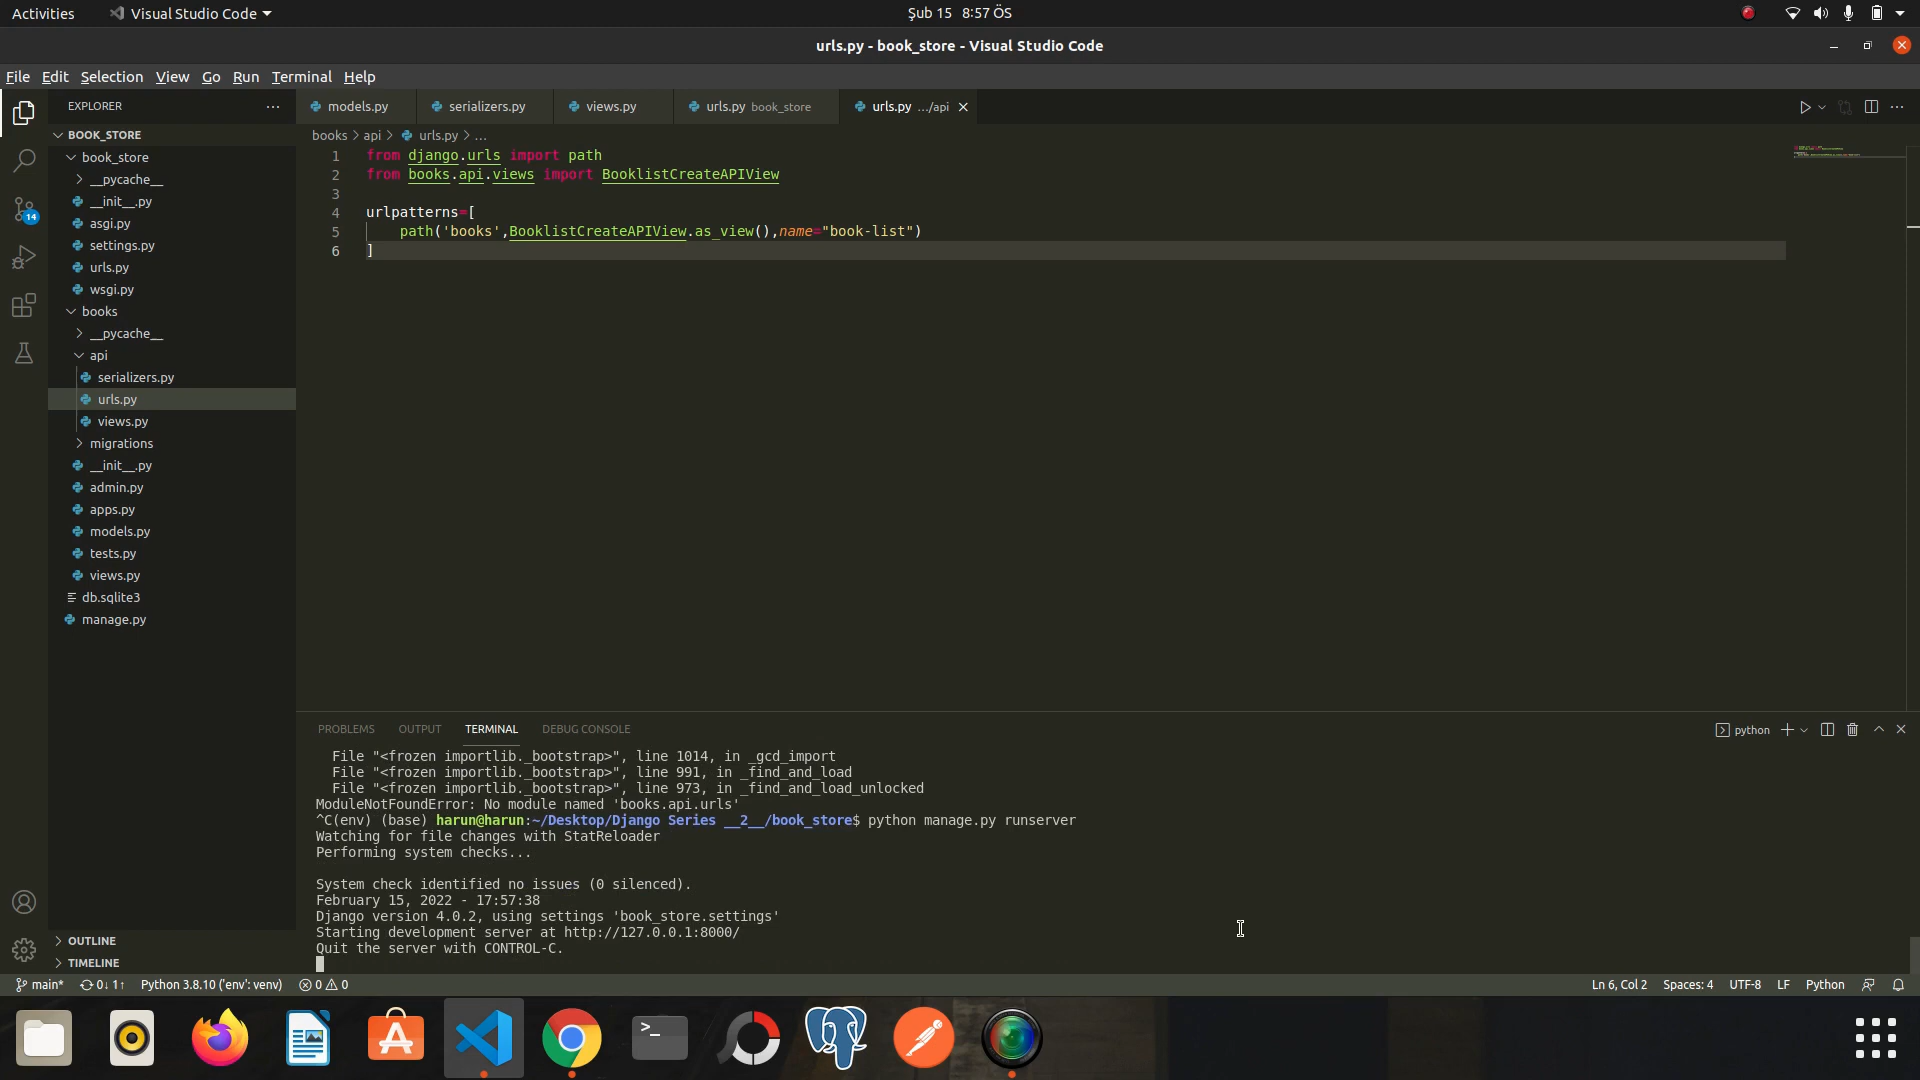 Activities Visual Studio Code Şub 15 8:57 ÖS
urls.py - book_store - Visual Studio Code
File Edit Selection View Go Run Terminal Help
EXPLORER
BOOK_STORE
book_store
__pycache__
__init__.py
asgi.py
settings.py
urls.py
wsgi.py
books
__pycache__
api
serializers.py
urls.py
views.py
migrations
__init__.py
admin.py
apps.py
models.py
tests.py
views.py
db.sqlite3
manage.py
OUTLINE
TIMELINE
14
models.py serializers.py views.py urls.py book_store urls.py .../api
books > api > urls.py > ...
1 from django.urls import path
2 from books.api.views import BooklistCreateAPIView
3
4 urlpatterns=[
5 path('books',BooklistCreateAPIView.as_view(),name="book-list")
6 ]
PROBLEMS OUTPUT TERMINAL DEBUG CONSOLE
python
File "<frozen importlib._bootstrap>", line 1014, in _gcd_import
File "<frozen importlib._bootstrap>", line 991, in _find_and_load
File "<frozen importlib._bootstrap>", line 973, in _find_and_load_unlocked
ModuleNotFoundError: No module named 'books.api.urls'
^C(env) (base) harun@harun:~/Desktop/Django Series __2__/book_store$ python manage.py runserver
Watching for file changes with StatReloader
Performing system checks...
System check identified no issues (0 silenced).
February 15, 2022 - 17:57:38
Django version 4.0.2, using settings 'book_store.settings'
Starting development server at http://127.0.0.1:8000/
Quit the server with CONTROL-C.
main* 0↓ 1↑ Python 3.8.10 ('env': venv) 0 0 Ln 6, Col 2 Spaces: 4 UTF-8 LF Python